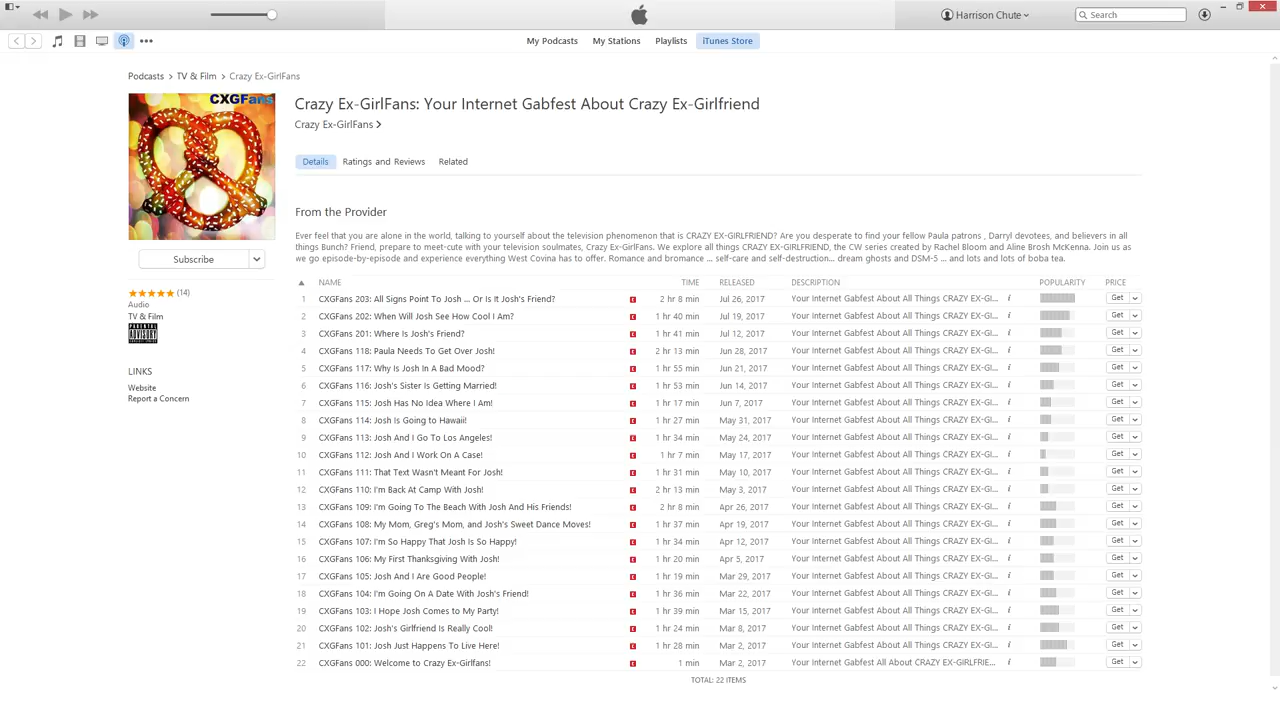 Harrison Chute
Search
My Podcasts My Stations Playlists iTunes Store
Podcasts > TV & Film > Crazy Ex-GirlFans
CXGFans
Crazy Ex-GirlFans: Your Internet Gabfest About Crazy Ex-Girlfriend
Crazy Ex-GirlFans >
Details Ratings and Reviews Related
From the Provider
Ever feel that you are alone in the world, talking to yourself about the television phenomenon that is CRAZY EX-GIRLFRIEND? Are you desperate to find your fellow Paula patrons , Darryl devotees, and believers in all
things Bunch? Friend, prepare to meet-cute with your television soulmates, Crazy Ex-GirlFans. We explore all things CRAZY EX-GIRLFRIEND, the CW series created by Rachel Bloom and Aline Brosh McKenna. Join us as
we go episode-by-episode and experience everything West Covina has to offer. Romance and bromance ... self-care and self-destruction... dream ghosts and DSM-5 ... and lots and lots of boba tea.
Subscribe
★★★★★ (14)
Audio
TV & Film
PARENTAL
ADVISORY
EXPLICIT CONTENT
LINKS
Website
Report a Concern
NAME TIME RELEASED DESCRIPTION POPULARITY PRICE
1 CXGFans 203: All Signs Point To Josh ... Or Is It Josh's Friend? E 2 hr 8 min Jul 26, 2017 Your Internet Gabfest About All Things CRAZY EX-GI... i Get
2 CXGFans 202: When Will Josh See How Cool I Am? E 1 hr 40 min Jul 19, 2017 Your Internet Gabfest About All Things CRAZY EX-GI... i Get
3 CXGFans 201: Where Is Josh's Friend? E 1 hr 41 min Jul 12, 2017 Your Internet Gabfest About All Things CRAZY EX-GI... i Get
4 CXGFans 118: Paula Needs To Get Over Josh! E 2 hr 13 min Jun 28, 2017 Your Internet Gabfest About All Things CRAZY EX-GI... i Get
5 CXGFans 117: Why Is Josh In A Bad Mood? E 1 hr 55 min Jun 21, 2017 Your Internet Gabfest About All Things CRAZY EX-GI... i Get
6 CXGFans 116: Josh's Sister Is Getting Married! E 1 hr 53 min Jun 14, 2017 Your Internet Gabfest About All Things CRAZY EX-GI... i Get
7 CXGFans 115: Josh Has No Idea Where I Am! E 1 hr 17 min Jun 7, 2017 Your Internet Gabfest About All Things CRAZY EX-GI... i Get
8 CXGFans 114: Josh Is Going to Hawaii! E 1 hr 27 min May 31, 2017 Your Internet Gabfest About All Things CRAZY EX-GI... i Get
9 CXGFans 113: Josh And I Go To Los Angeles! E 1 hr 34 min May 24, 2017 Your Internet Gabfest About All Things CRAZY EX-GI... i Get
10 CXGFans 112: Josh And I Work On A Case! E 1 hr 7 min May 17, 2017 Your Internet Gabfest About All Things CRAZY EX-GI... i Get
11 CXGFans 111: That Text Wasn't Meant For Josh! E 1 hr 31 min May 10, 2017 Your Internet Gabfest About All Things CRAZY EX-GI... i Get
12 CXGFans 110: I'm Back At Camp With Josh! E 2 hr 13 min May 3, 2017 Your Internet Gabfest About All Things CRAZY EX-GI... i Get
13 CXGFans 109: I'm Going To The Beach With Josh And His Friends! E 2 hr 8 min Apr 26, 2017 Your Internet Gabfest About All Things CRAZY EX-GI... i Get
14 CXGFans 108: My Mom, Greg's Mom, and Josh's Sweet Dance Moves! E 1 hr 37 min Apr 19, 2017 Your Internet Gabfest About All Things CRAZY EX-GI... i Get
15 CXGFans 107: I'm So Happy That Josh Is So Happy! E 1 hr 34 min Apr 12, 2017 Your Internet Gabfest About All Things CRAZY EX-GI... i Get
16 CXGFans 106: My First Thanksgiving With Josh! E 1 hr 20 min Apr 5, 2017 Your Internet Gabfest About All Things CRAZY EX-GI... i Get
17 CXGFans 105: Josh And I Are Good People! E 1 hr 19 min Mar 29, 2017 Your Internet Gabfest About All Things CRAZY EX-GI... i Get
18 CXGFans 104: I'm Going On A Date With Josh's Friend! E 1 hr 36 min Mar 22, 2017 Your Internet Gabfest About All Things CRAZY EX-GI... i Get
19 CXGFans 103: I Hope Josh Comes to My Party! E 1 hr 39 min Mar 15, 2017 Your Internet Gabfest About All Things CRAZY EX-GI... i Get
20 CXGFans 102: Josh's Girlfriend Is Really Cool! E 1 hr 24 min Mar 8, 2017 Your Internet Gabfest About All Things CRAZY EX-GI... i Get
21 CXGFans 101: Josh Just Happens To Live Here! E 1 hr 28 min Mar 2, 2017 Your Internet Gabfest About All Things CRAZY EX-GI... i Get
22 CXGFans 000: Welcome to Crazy Ex-Girlfans! E 1 min Mar 2, 2017 Your Internet Gabfest All About CRAZY EX-GIRLFRIE... i Get
TOTAL: 22 ITEMS